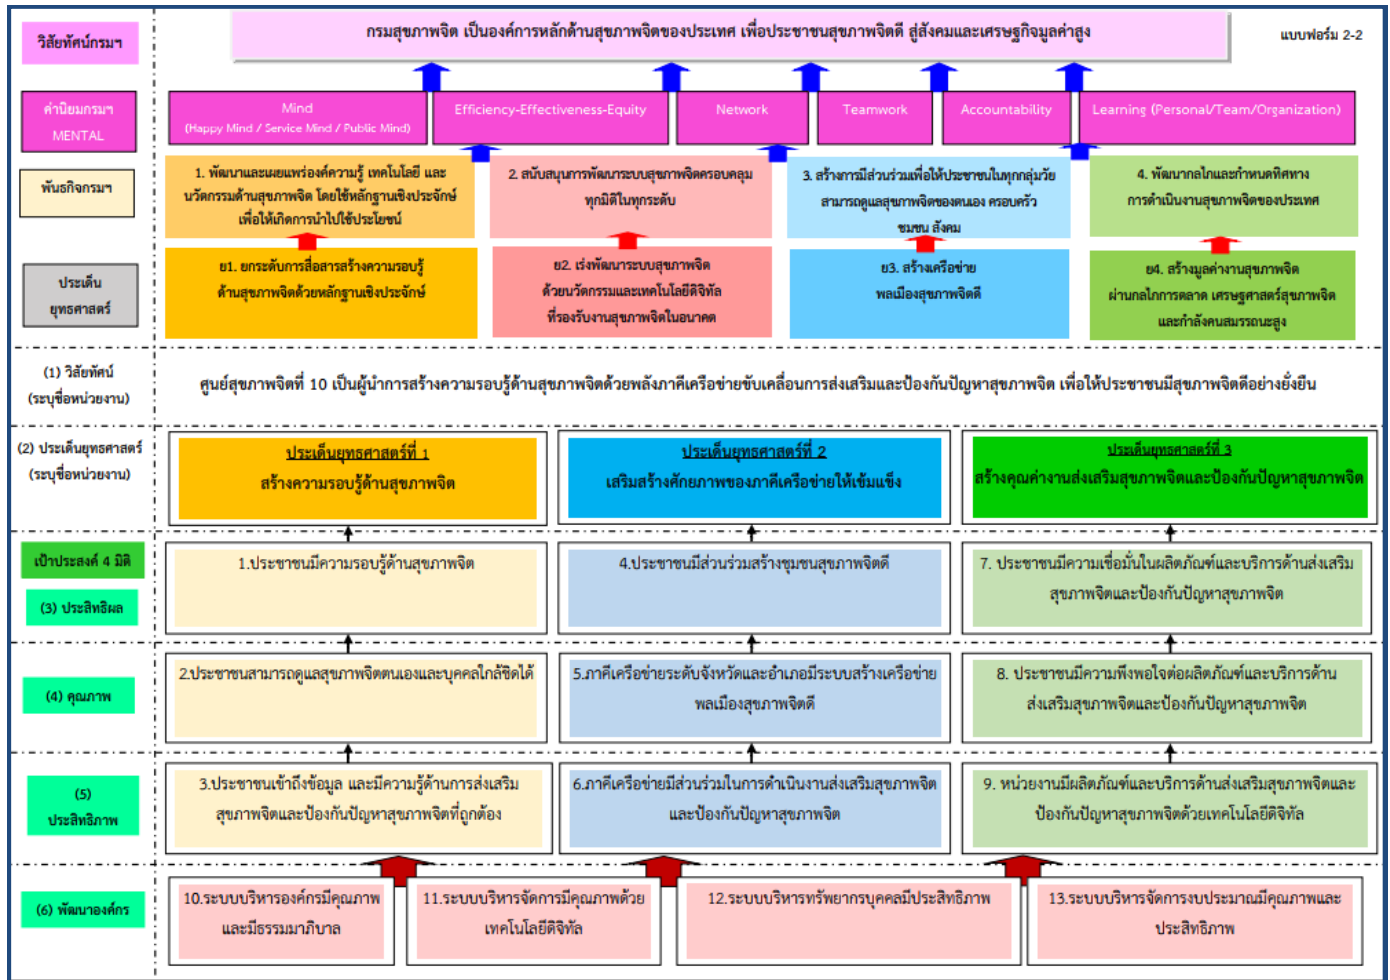 วิสัยทัศน์กรมฯ
กรมสุขภาพจิต เป็นองค์การหลักด้านสุขภาพจิตของประเทศ เพื่อประชาชนสุขภาพจิตดี สู่สังคมและเศรษฐกิจมูลค่าสูง
แบบฟอร์ม 2-2
ค่านิยมกรมฯ
MENTAL
Mind
(Happy Mind / Service Mind / Public Mind)
Efficiency-Effectiveness-Equity
Network
Teamwork
Accountability
Learning (Personal/Team/Organization)
พันธกิจกรมฯ
1. พัฒนาและเผยแพร่องค์ความรู้ เทคโนโลยี และ
นวัตกรรมด้านสุขภาพจิต โดยใช้หลักฐานเชิงประจักษ์
เพื่อให้เกิดการนำไปใช้ประโยชน์
2. สนับสนุนการพัฒนาระบบสุขภาพจิตครอบคลุม
ทุกมิติในทุกระดับ
3. สร้างการมีส่วนร่วมเพื่อให้ประชาชนในทุกกลุ่มวัย
สามารถดูแลสุขภาพจิตของตนเอง ครอบครัว
ชุมชน สังคม
4. พัฒนากลไกและกำหนดทิศทาง
การดำเนินงานสุขภาพจิตของประเทศ
ประเด็น
ยุทธศาสตร์
ย1. ยกระดับการสื่อสารสร้างความรอบรู้
ด้านสุขภาพจิตด้วยหลักฐานเชิงประจักษ์
ย2. เร่งพัฒนาระบบสุขภาพจิต
ด้วยนวัตกรรมและเทคโนโลยีดิจิทัล
ที่รองรับงานสุขภาพจิตในอนาคต
ย3. สร้างเครือข่าย
พลเมืองสุขภาพจิตดี
ย4. สร้างมูลค่างานสุขภาพจิต
ผ่านกลไกการตลาด เศรษฐศาสตร์สุขภาพจิต
และกำลังคนสมรรถนะสูง
(1) วิสัยทัศน์
(ระบุชื่อหน่วยงาน)
ศูนย์สุขภาพจิตที่ 10 เป็นผู้นำการสร้างความรอบรู้ด้านสุขภาพจิตด้วยพลังภาคีเครือข่ายขับเคลื่อนการส่งเสริมและป้องกันปัญหาสุขภาพจิต เพื่อให้ประชาชนมีสุขภาพจิตดีอย่างยั่งยืน
(2) ประเด็นยุทธศาสตร์
(ระบุชื่อหน่วยงาน)
ประเด็นยุทธศาสตร์ที่ 1
สร้างความรอบรู้ด้านสุขภาพจิต
ประเด็นยุทธศาสตร์ที่ 2
เสริมสร้างศักยภาพของภาคีเครือข่ายให้เข้มแข็ง
ประเด็นยุทธศาสตร์ที่ 3
สร้างคุณค่างานส่งเสริมสุขภาพจิตและป้องกันปัญหาสุขภาพจิต
เป้าประสงค์ 4 มิติ
(3) ประสิทธิผล
1.ประชาชนมีความรอบรู้ด้านสุขภาพจิต
4.ประชาชนมีส่วนร่วมสร้างชุมชนสุขภาพจิตดี
7. ประชาชนมีความเชื่อมั่นในผลิตภัณฑ์และบริการด้านส่งเสริม
สุขภาพจิตและป้องกันปัญหาสุขภาพจิต
(4) คุณภาพ
2.ประชาชนสามารถดูแลสุขภาพจิตตนเองและบุคคลใกล้ชิดได้
5.ภาคีเครือข่ายระดับจังหวัดและอำเภอมีระบบสร้างเครือข่าย
พลเมืองสุขภาพจิตดี
8. ประชาชนมีความพึงพอใจต่อผลิตภัณฑ์และบริการด้าน
ส่งเสริมสุขภาพจิตและป้องกันปัญหาสุขภาพจิต
(5)
ประสิทธิภาพ
3.ประชาชนเข้าถึงข้อมูล และมีความรู้ด้านการส่งเสริม
สุขภาพจิตและป้องกันปัญหาสุขภาพจิตที่ถูกต้อง
6.ภาคีเครือข่ายมีส่วนร่วมในการดำเนินงานส่งเสริมสุขภาพจิต
และป้องกันปัญหาสุขภาพจิต
9. หน่วยงานมีผลิตภัณฑ์และบริการด้านส่งเสริมสุขภาพจิตและ
ป้องกันปัญหาสุขภาพจิตด้วยเทคโนโลยีดิจิทัล
(6) พัฒนาองค์กร
10.ระบบบริหารองค์กรมีคุณภาพ
และมีธรรมมาภิบาล
11.ระบบบริหารจัดการมีคุณภาพด้วย
เทคโนโลยีดิจิทัล
12.ระบบบริหารทรัพยากรบุคคลมีประสิทธิภาพ
13.ระบบบริหารจัดการงบประมาณมีคุณภาพและ
ประสิทธิภาพ